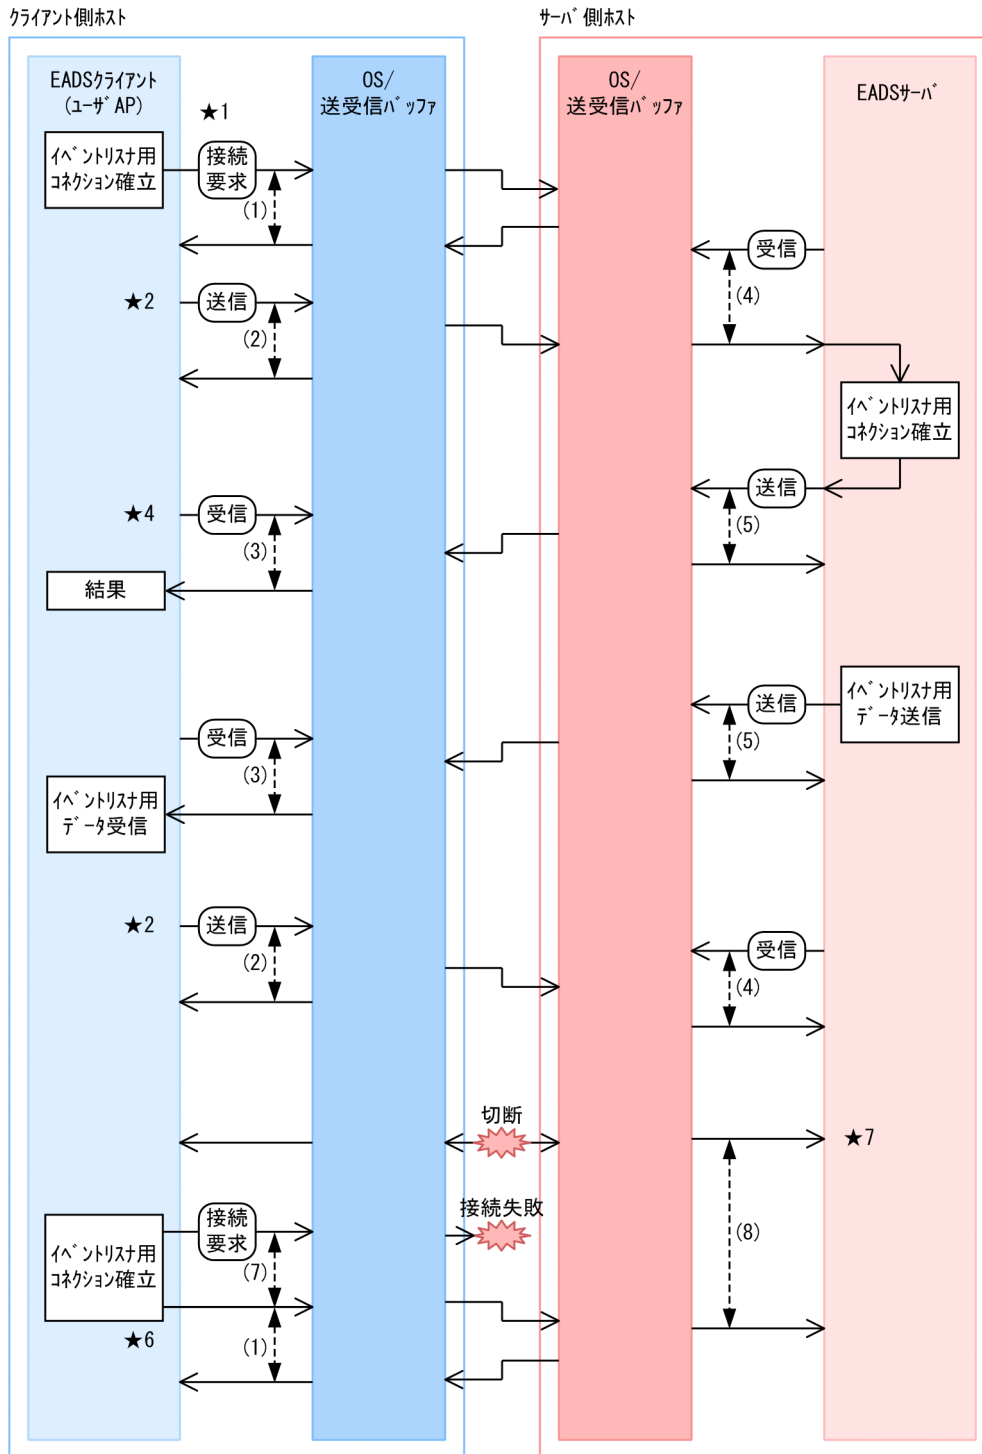 クライアント側ホスト
サーバ側ホスト
EADSクライアント
(ユーザAP)
OS/
送受信バッファ
OS/
送受信バッファ
EADSサーバ
★1
イベントリスナ用
コネクション確立
接続
要求
(1)
受信
(4)
★2
送信
(2)
イベントリスナ用
コネクション確立
送信
(5)
★4
受信
(3)
結果
イベントリスナ用
データ送信
送信
(5)
受信
(3)
イベントリスナ用
データ受信
★2
送信
(2)
受信
(4)
切断
★7
接続失敗
接続
要求
イベントリスナ用
コネクション確立
(7)
(8)
★6
(1)